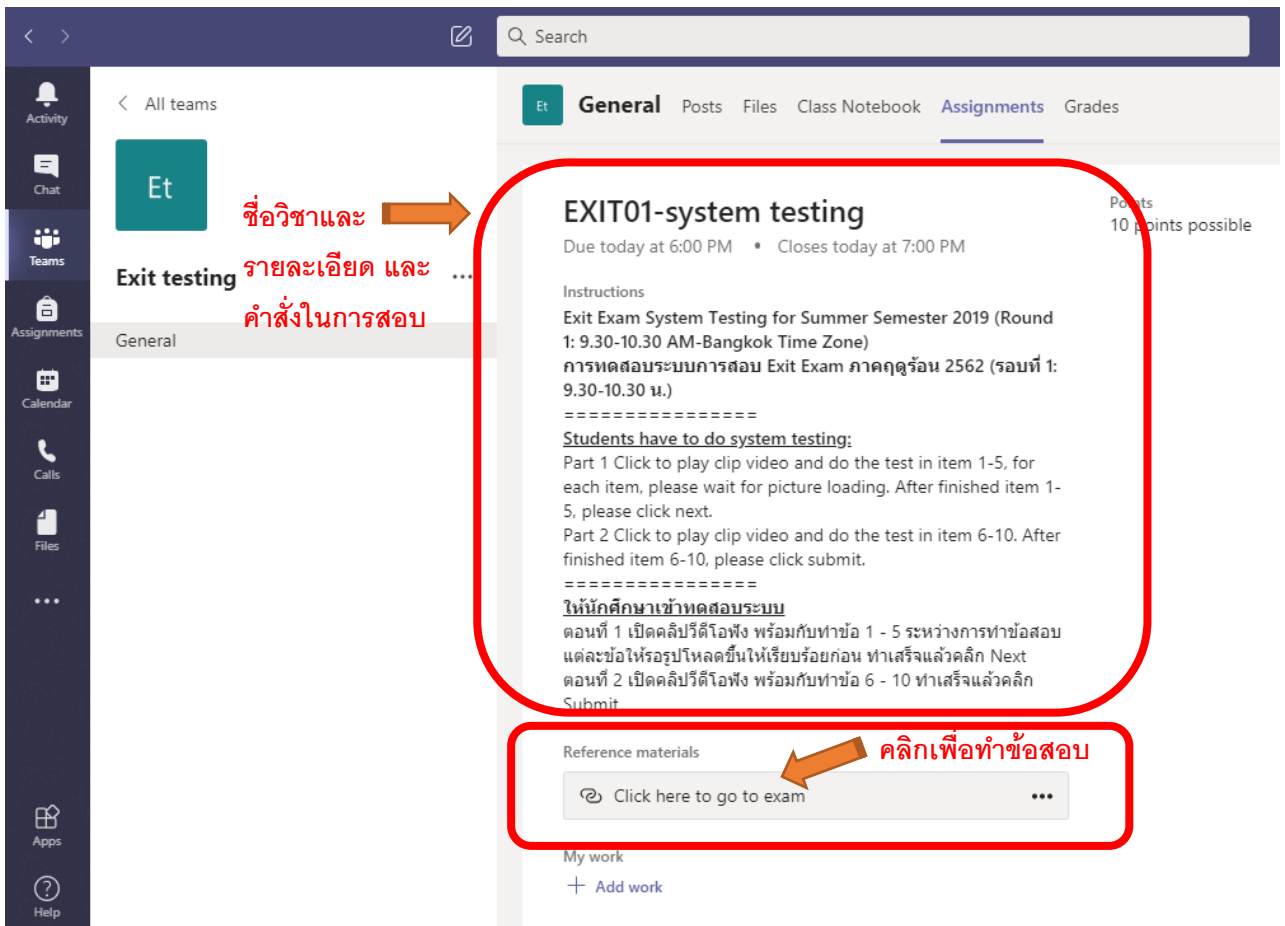 Search
Activity
Chat
Teams
Assignments
Calendar
Calls
Files
Apps
Help
All teams
Et
Exit testing
General
ชื่อวิชาและ
รายละเอียด และ
คำสั่งในการสอบ
Et General Posts Files Class Notebook Assignments Grades
EXIT01-system testing
Due today at 6:00 PM • Closes today at 7:00 PM
Points
10 points possible
Instructions
Exit Exam System Testing for Summer Semester 2019 (Round
1: 9.30-10.30 AM-Bangkok Time Zone)
การทดสอบระบบการสอบ Exit Exam ภาคฤดูร้อน 2562 (รอบที่ 1:
9.30-10.30 น.)
================
Students have to do system testing:
Part 1 Click to play clip video and do the test in item 1-5, for
each item, please wait for picture loading. After finished item 1-
5, please click next.
Part 2 Click to play clip video and do the test in item 6-10. After
finished item 6-10, please click submit.
================
ให้นักศึกษาเข้าทดสอบระบบ
ตอนที่ 1 เปิดคลิปวีดีโอฟัง พร้อมกับทำข้อ 1 - 5 ระหว่างการทำข้อสอบ
แต่ละข้อให้รอรูปโหลดขึ้นให้เรียบร้อยก่อน ทำเสร็จแล้วคลิก Next
ตอนที่ 2 เปิดคลิปวีดีโอฟัง พร้อมกับทำข้อ 6 - 10 ทำเสร็จแล้วคลิก
Submit
Reference materials
คลิกเพื่อทำข้อสอบ
Click here to go to exam
My work
+ Add work